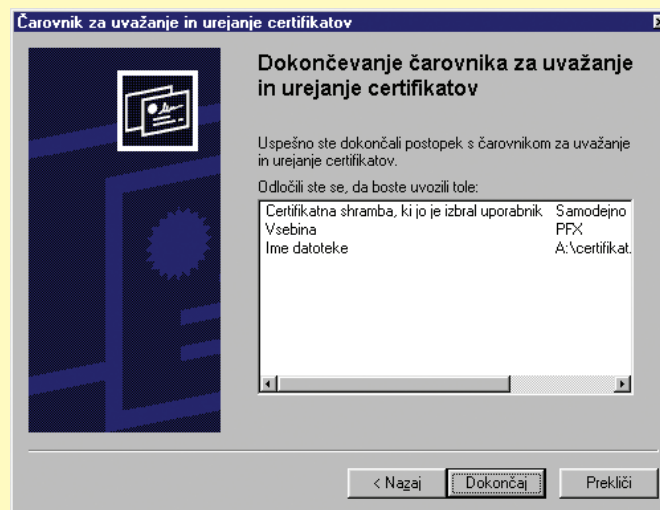 Čarovnik za uvažanje in urejanje certifikatov
Dokončevanje čarovnika za uvažanje
in urejanje certifikatov
Uspešno ste dokončali postopek s čarovnikom za uvažanje
in urejanje certifikatov.
Odločili ste se, da boste uvozili tole:
Certifikatna shramba, ki jo je izbral uporabnik Samodejno
Vsebina PFX
Ime datoteke A:\certifikat.
< Nazaj Dokončaj Prekliči